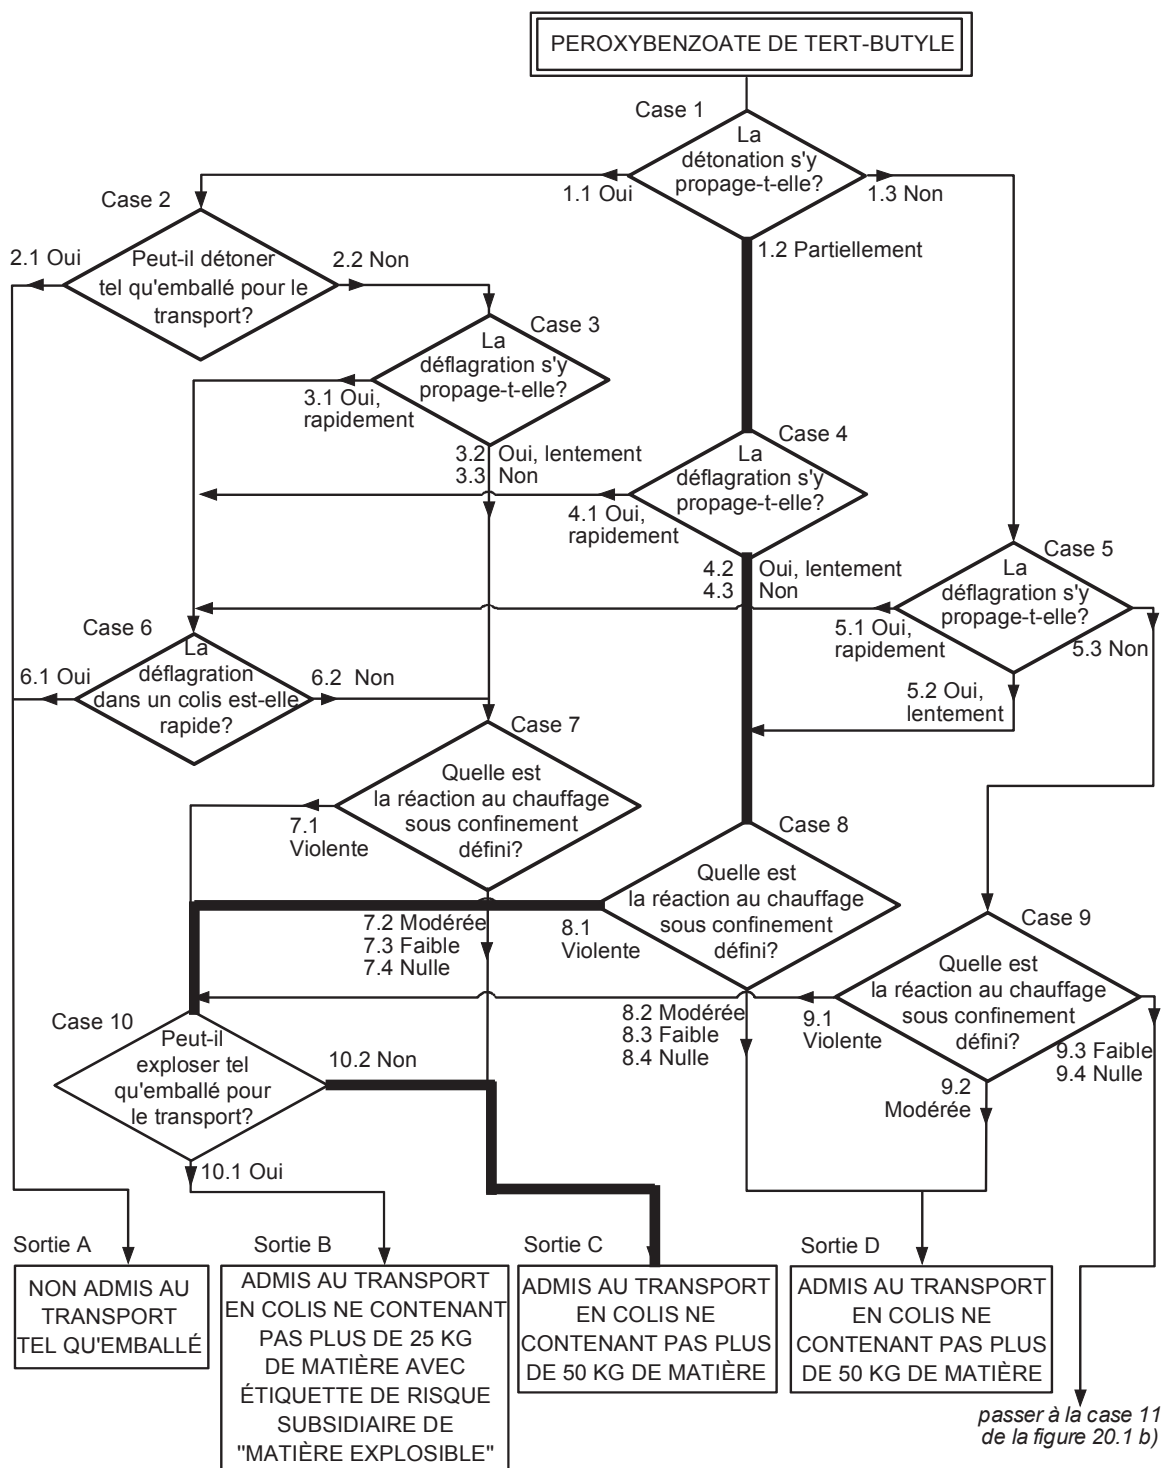 PEROXYBENZOATE DE TERT-BUTYLE
Case 1
La
détonation s'y
propage-t-elle?
1.1 Oui
1.3 Non
1.2 Partiellement
Case 2
Peut-il détoner
tel qu'emballé pour le
transport?
2.1 Oui
2.2 Non
Case 3
La
déflagration s'y
propage-t-elle?
3.1 Oui,
rapidement
3.2 Oui, lentement
3.3 Non
Case 4
La
déflagration s'y
propage-t-elle?
4.1 Oui,
rapidement
4.2 Oui, lentement
4.3 Non
Case 5
La
déflagration s'y
propage-t-elle?
5.1 Oui,
rapidement
5.3 Non
5.2 Oui,
lentement
Case 6
La
déflagration
dans un colis est-elle
rapide?
6.1 Oui
6.2 Non
Case 7
Quelle est
la réaction au chauffage
sous confinement
défini?
7.1
Violente
7.2 Modérée
7.3 Faible
7.4 Nulle
Case 8
Quelle est
la réaction au chauffage
sous confinement
défini?
8.1
Violente
8.2 Modérée
8.3 Faible
8.4 Nulle
Case 9
Quelle est
la réaction au chauffage
sous confinement
défini?
9.1
Violente
9.2
Modérée
9.3 Faible
9.4 Nulle
Case 10
Peut-il
exploser tel
qu'emballé pour
le transport?
10.2 Non
10.1 Oui
Sortie A
NON ADMIS AU
TRANSPORT
TEL QU'EMBALLÉ
Sortie B
ADMIS AU TRANSPORT
EN COLIS NE CONTENANT
PAS PLUS DE 25 KG
DE MATIÈRE AVEC
ÉTIQUETTE DE RISQUE
SUBSIDIAIRE DE
"MATIÈRE EXPLOSIBLE"
Sortie C
ADMIS AU TRANSPORT
EN COLIS NE
CONTENANT PAS PLUS
DE 50 KG DE MATIÈRE
Sortie D
ADMIS AU TRANSPORT
EN COLIS NE
CONTENANT PAS PLUS
DE 50 KG DE MATIÈRE
passer à la case 11
de la figure 20.1 b)